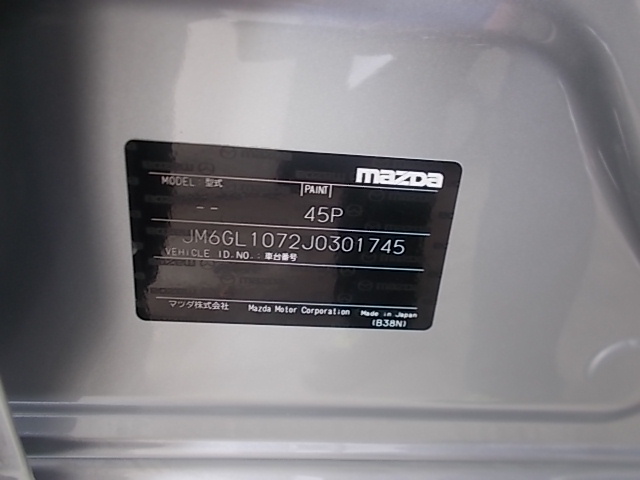 mazda
MODEL:型式 PAINT
-- 45P
JM6GL1072J0301745
VEHICLE ID.NO.:車台番号
マツダ株式会社 Mazda Motor Corporation Made in Japan
(B38N)